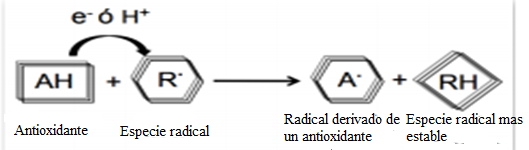 e⁻ ó H⁺
AH + R· → A· + RH
Antioxidante
Especie radical
Radical derivado de
un antioxidante
Especie radical mas
estable